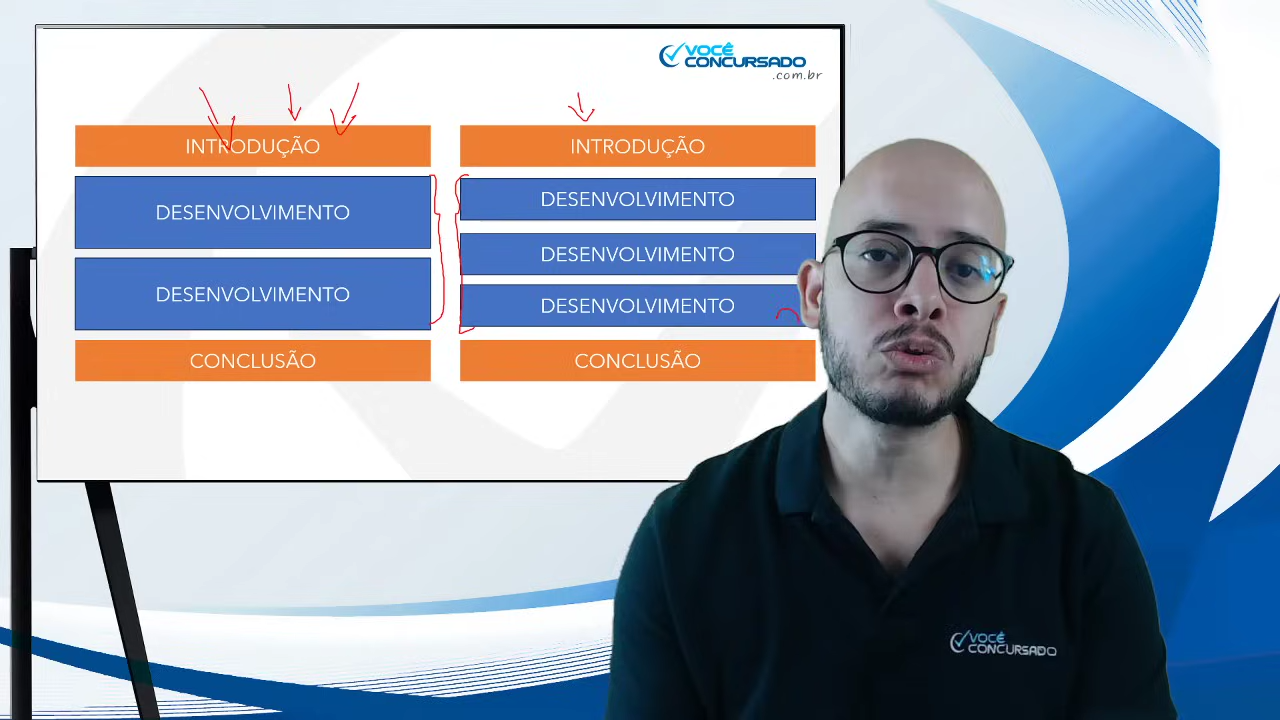 VOCÊ
CONCURSADO
.com.br
INTRODUÇÃO
DESENVOLVIMENTO
DESENVOLVIMENTO
CONCLUSÃO
INTRODUÇÃO
DESENVOLVIMENTO
DESENVOLVIMENTO
DESENVOLVIMENTO
CONCLUSÃO
VOCÊ
CONCURSADO